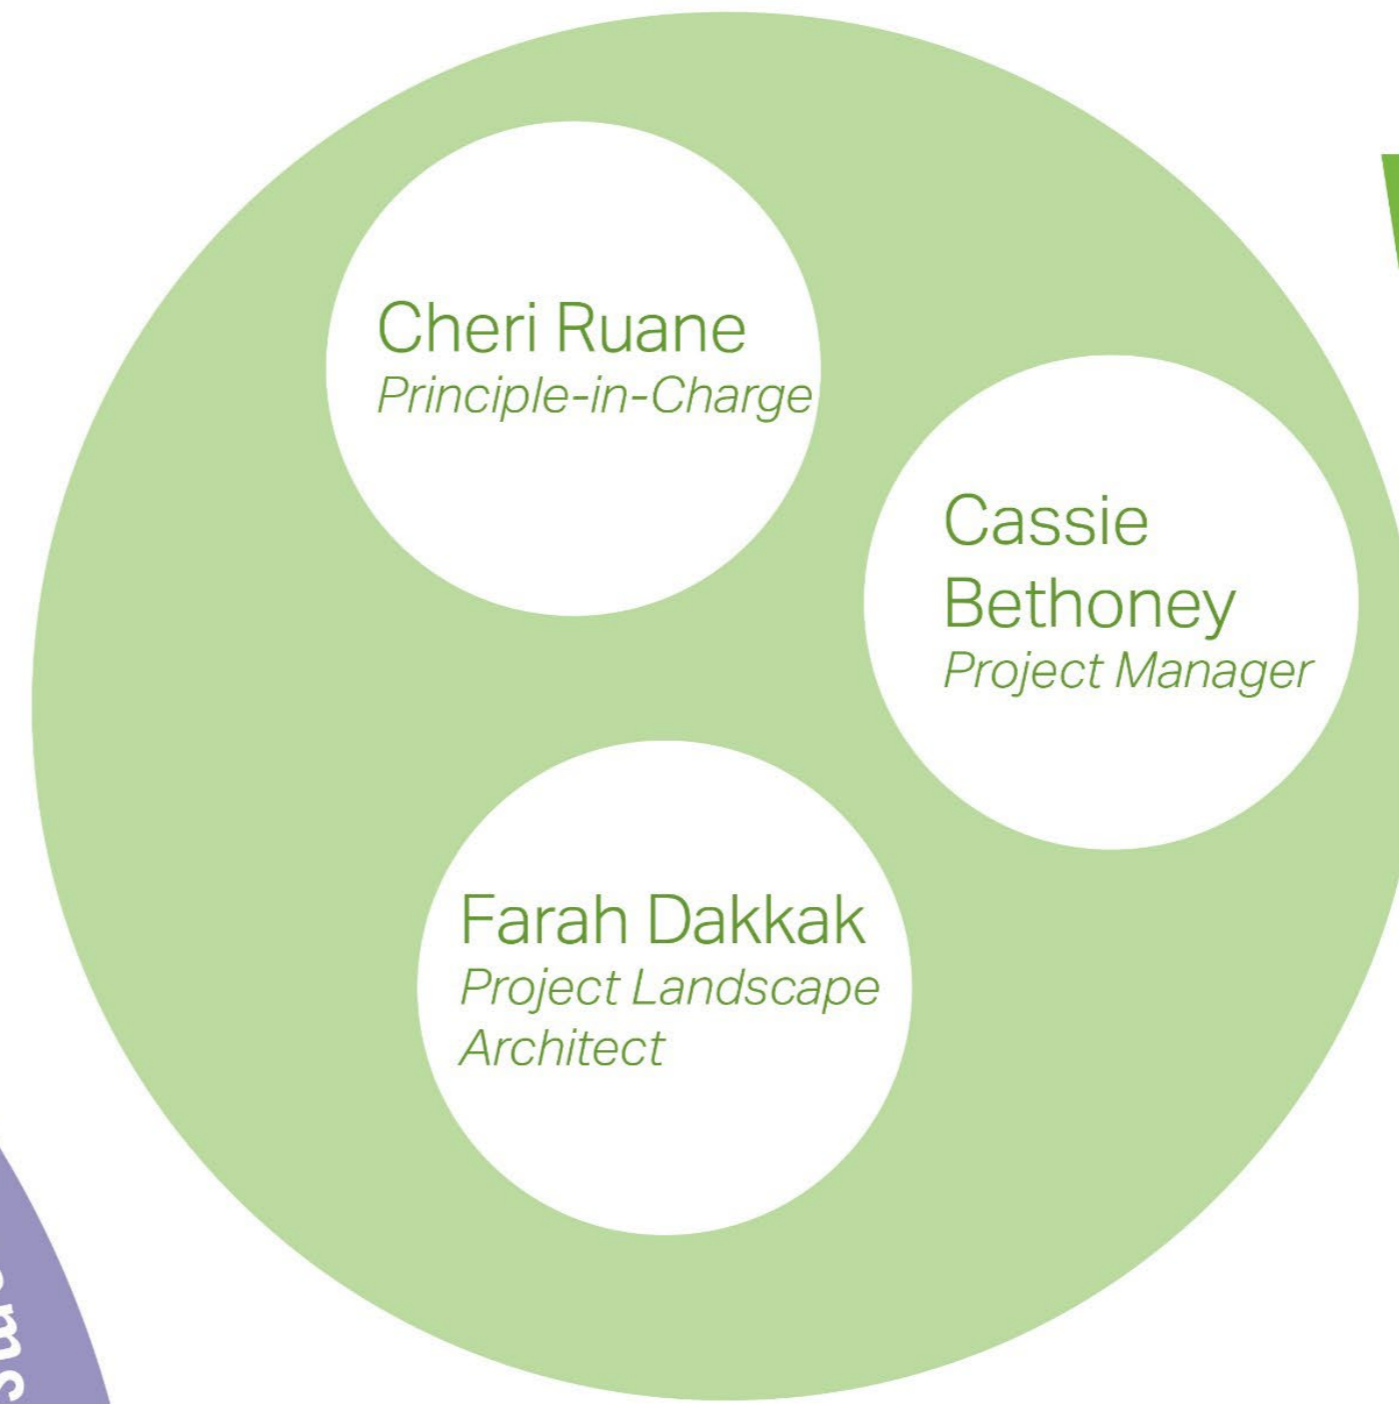 Cheri Ruane
Principle-in-Charge
Cassie
Bethoney
Project Manager
Farah Dakkak
Project Landscape
Architect